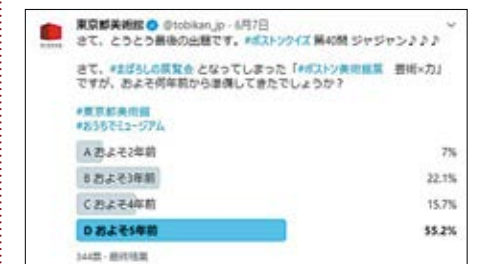 東京都美術館 @tobikan_jp · 6月7日
さて、とうとう最後の出題です。#ボストンクイズ 第40問 ジャジャン♪♪♪
さて、#まぼろしの展覧会 となってしまった「#ボストン美術館展 芸術×力」
ですが、およそ何年前から準備してきたでしょうか？
#東京都美術館
#おうちでミュージアム
A およそ2年前 7%
B およそ3年前 22.1%
C およそ4年前 15.7%
D およそ5年前 55.2%
344票 · 最終結果